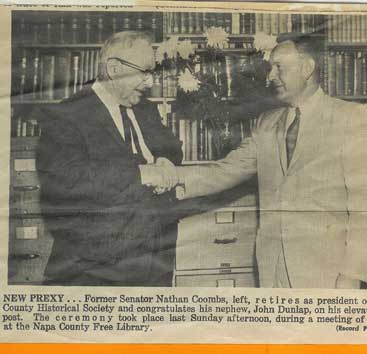 NEW PREXY . . . Former Senator Nathan Coombs, left, retires as president o
County Historical Society and congratulates his nephew, John Dunlap, on his eleva
post. The ceremony took place last Sunday afternoon, during a meeting of
at the Napa County Free Library. (Record P